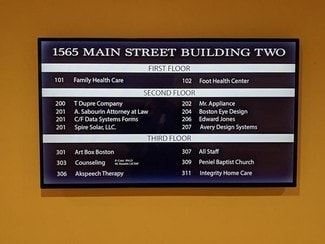 1565 MAIN STREET BUILDING TWO
FIRST FLOOR
101 Family Health Care 102 Foot Health Center
SECOND FLOOR
200 T Dupre Company 202 Mr. Appliance
201 A. Sabourin Attorney at Law 204 Boston Eye Design
201 C/F Data Systems Forms 206 Edward Jones
201 Spire Solar, LLC. 207 Avery Design Systems
THIRD FLOOR
301 Art Box Boston 307 All Staff
303 Counseling 309 Peniel Baptist Church
306 Akspeech Therapy 311 Integrity Home Care